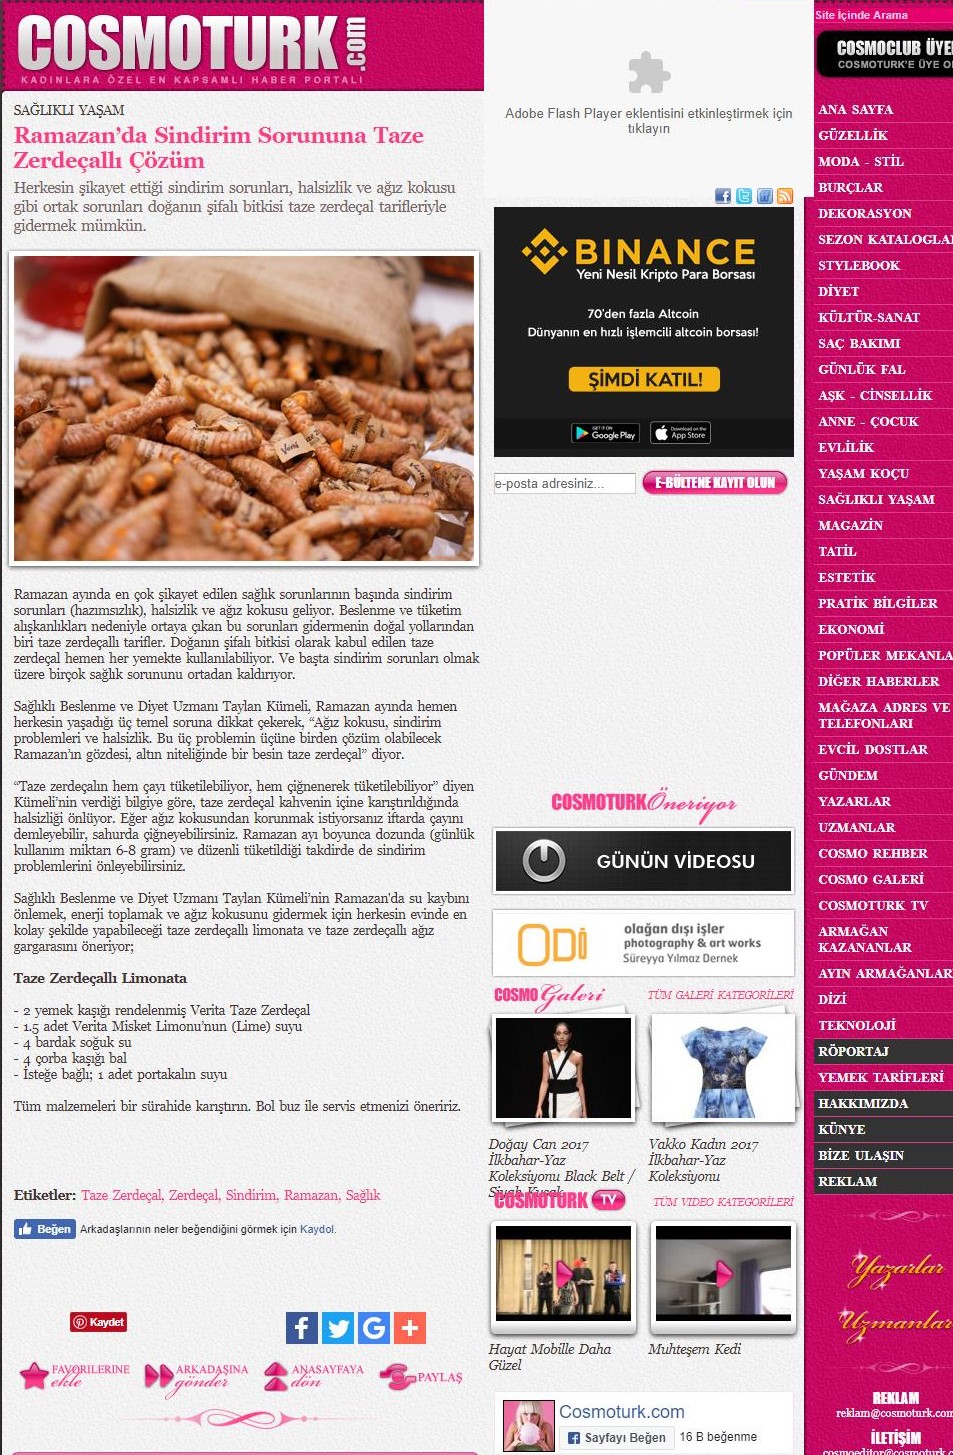 COSMOTURK.com
KADINLARA ÖZEL EN KAPSAMLI HABER PORTALI
SAĞLIKLI YAŞAM
Ramazan’da Sindirim Sorununa Taze
Zerdeçallı Çözüm
Herkesin şikayet ettiği sindirim sorunları, halsizlik ve ağız kokusu
gibi ortak sorunları doğanın şifalı bitkisi taze zerdeçal tarifleriyle
gidermek mümkün.
Yeni
Ramazan ayında en çok şikayet edilen sağlık sorunlarının başında sindirim
sorunları (hazımsızlık), halsizlik ve ağız kokusu geliyor. Beslenme ve tüketim
alışkanlıkları nedeniyle ortaya çıkan bu sorunları gidermenin doğal yollarından
biri taze zerdeçallı tarifler. Doğanın şifalı bitkisi olarak kabul edilen taze
zerdeçal hemen her yemekte kullanılabiliyor. Ve başta sindirim sorunları olmak
üzere birçok sağlık sorununu ortadan kaldırıyor.
Sağlıklı Beslenme ve Diyet Uzmanı Taylan Kümeli, Ramazan ayında hemen
herkesin yaşadığı üç temel soruna dikkat çekerek, “Ağız kokusu, sindirim
problemleri ve halsizlik. Bu üç problemin üçüne birden çözüm olabilecek
Ramazan’ın gözdesi, altın niteliğinde bir besin taze zerdeçal” diyor.
“Taze zerdeçalın hem çayı tüketilebiliyor, hem çiğnenerek tüketilebiliyor” diyen
Kümeli’nin verdiği bilgiye göre, taze zerdeçal kahvenin içine karıştırıldığında
halsizliği önlüyor. Eğer ağız kokusundan korunmak istiyorsanız iftarda çayını
demleyebilir, sahurda çiğneyebilirsiniz. Ramazan ayı boyunca dozunda (günlük
kullanım miktarı 6-8 gram) ve düzenli tüketildiği takdirde de sindirim
problemlerini önleyebilirsiniz.
Sağlıklı Beslenme ve Diyet Uzmanı Taylan Kümeli’nin Ramazan'da su kaybını
önlemek, enerji toplamak ve ağız kokusunu gidermek için herkesin evinde en
kolay şekilde yapabileceği taze zerdeçallı limonata ve taze zerdeçallı ağız
gargarasını öneriyor;
Taze Zerdeçallı Limonata
- 2 yemek kaşığı rendelenmiş Verita Taze Zerdeçal
- 1.5 adet Verita Misket Limonu’nun (Lime) suyu
- 4 bardak soğuk su
- 4 çorba kaşığı bal
- İsteğe bağlı; 1 adet portakalın suyu
Tüm malzemeleri bir sürahide karıştırın. Bol buz ile servis etmenizi öneririz.
Etiketler: Taze Zerdeçal, Zerdeçal, Sindirim, Ramazan, Sağlık
Beğen Arkadaşlarının neler beğendiğini görmek için Kaydol.
Kaydet
FAVORILERINE
ekle
ARKADAŞINA
gönder
ANASAYFAYA
dön
PAYLAŞ
Adobe Flash Player eklentisini etkinleştirmek için
tıklayın
BINANCE
Yeni Nesil Kripto Para Borsası
70'den fazla Altcoin
Dünyanın en hızlı işlemcili altcoin borsası!
ŞİMDİ KATIL!
GET IT ON
Google Play
Download on the
App Store
e-posta adresiniz...
E-BÜLTENE KAYIT OLUN
COSMOTURK Öneriyor
GÜNÜN VİDEOSU
ODİ
olağan dışı işler
photography & art works
Süreyya Yılmaz Dernek
COSMO Galeri
TÜM GALERİ KATEGORİLERİ
Doğay Can 2017
İlkbahar-Yaz
Koleksiyonu Black Belt /
Siyah Kuşak
Vakko Kadın 2017
İlkbahar-Yaz
Koleksiyonu
COSMOTURK TV
TÜM VIDEO KATEGORİLERİ
Hayat Mobille Daha
Güzel
Muhteşem Kedi
Cosmoturk.com
Sayfayı Beğen
16 B beğenme
Site İçinde Arama
COSMOCLUB ÜYE
COSMOTURK'E ÜYE O
ANA SAYFA
GÜZELLİK
MODA - STİL
BURÇLAR
DEKORASYON
SEZON KATALOGLA
STYLEBOOK
DİYET
KÜLTÜR-SANAT
SAÇ BAKIMI
GÜNLÜK FAL
AŞK - CİNSELLİK
ANNE - ÇOCUK
EVLİLİK
YAŞAM KOÇU
SAĞLIKLI YAŞAM
MAGAZİN
TATİL
ESTETİK
PRATİK BİLGİLER
EKONOMİ
POPÜLER MEKANLA
DİĞER HABERLER
MAĞAZA ADRES VE
TELEFONLARI
EVCİL DOSTLAR
GÜNDEM
YAZARLAR
UZMANLAR
COSMO REHBER
COSMO GALERİ
COSMOTURK TV
ARMAĞAN
KAZANANLAR
AYIN ARMAĞANLAR
DİZİ
TEKNOLOJİ
RÖPORTAJ
YEMEK TARİFLERİ
HAKKIMIZDA
KÜNYE
BİZE ULAŞIN
REKLAM
Yazarlar
Uzmanlar
REKLAM
reklam@cosmoturk.com
İLETİŞİM
cosmoeditor@cosmoturk.c